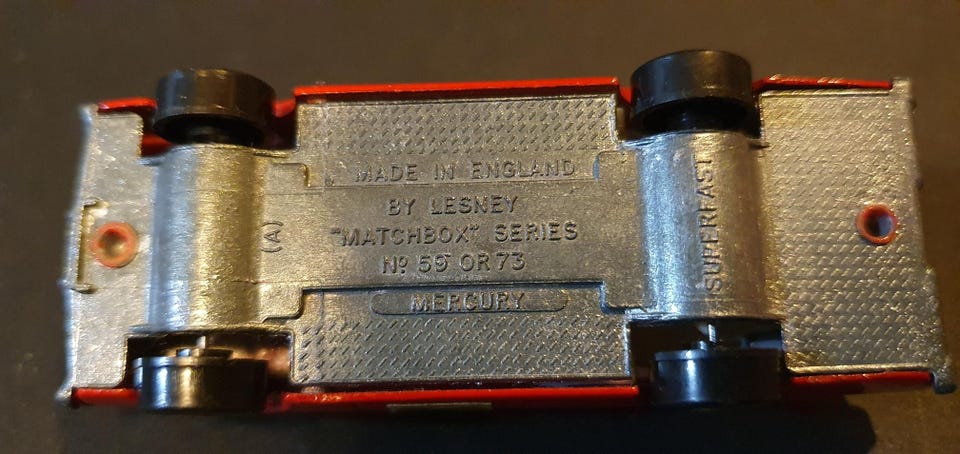 MADE IN ENGLAND
BY LESNEY
"MATCHBOX" SERIES
Nº 59 OR 73
MERCURY
(A)
SUPERFAST